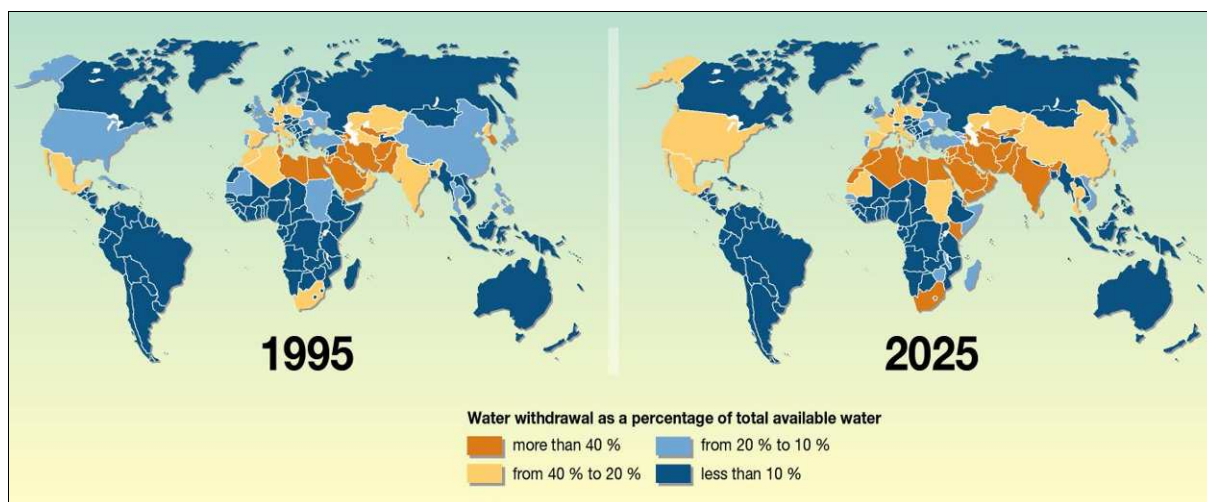 1995
2025
Water withdrawal as a percentage of total available water
more than 40 %
from 20 % to 10 %
from 40 % to 20 %
less than 10 %